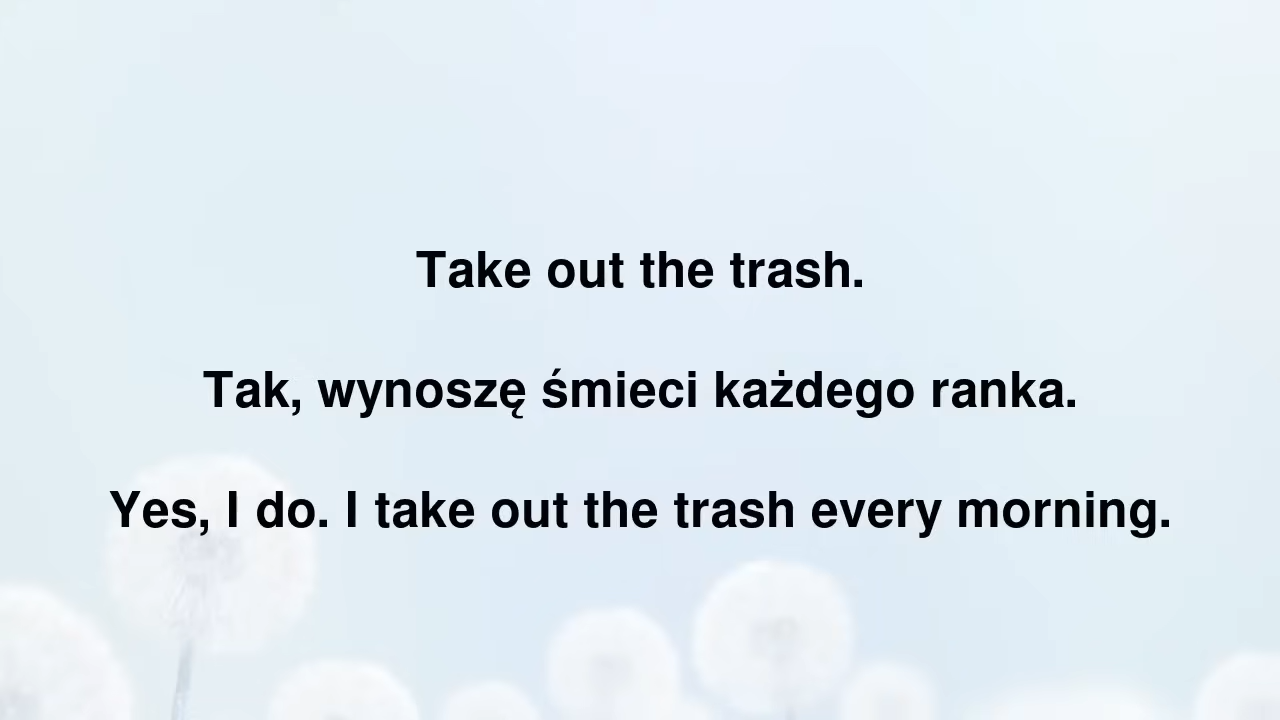 Take out the trash.
Tak, wynoszę śmieci każdego ranka.
Yes, I do. I take out the trash every morning.